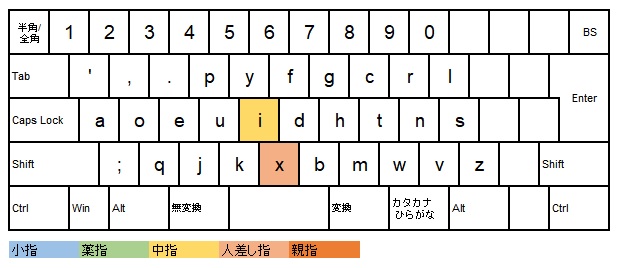 半角/
全角 1 2 3 4 5 6 7 8 9 0 BS
Tab ' , . p y f g c r l
Enter
Caps Lock a o e u i d h t n s
Shift ; q j k x b m w v z Shift
Ctrl Win Alt 無変換 変換 カタカナ
ひらがな Alt Ctrl
小指 薬指 中指 人差し指 親指